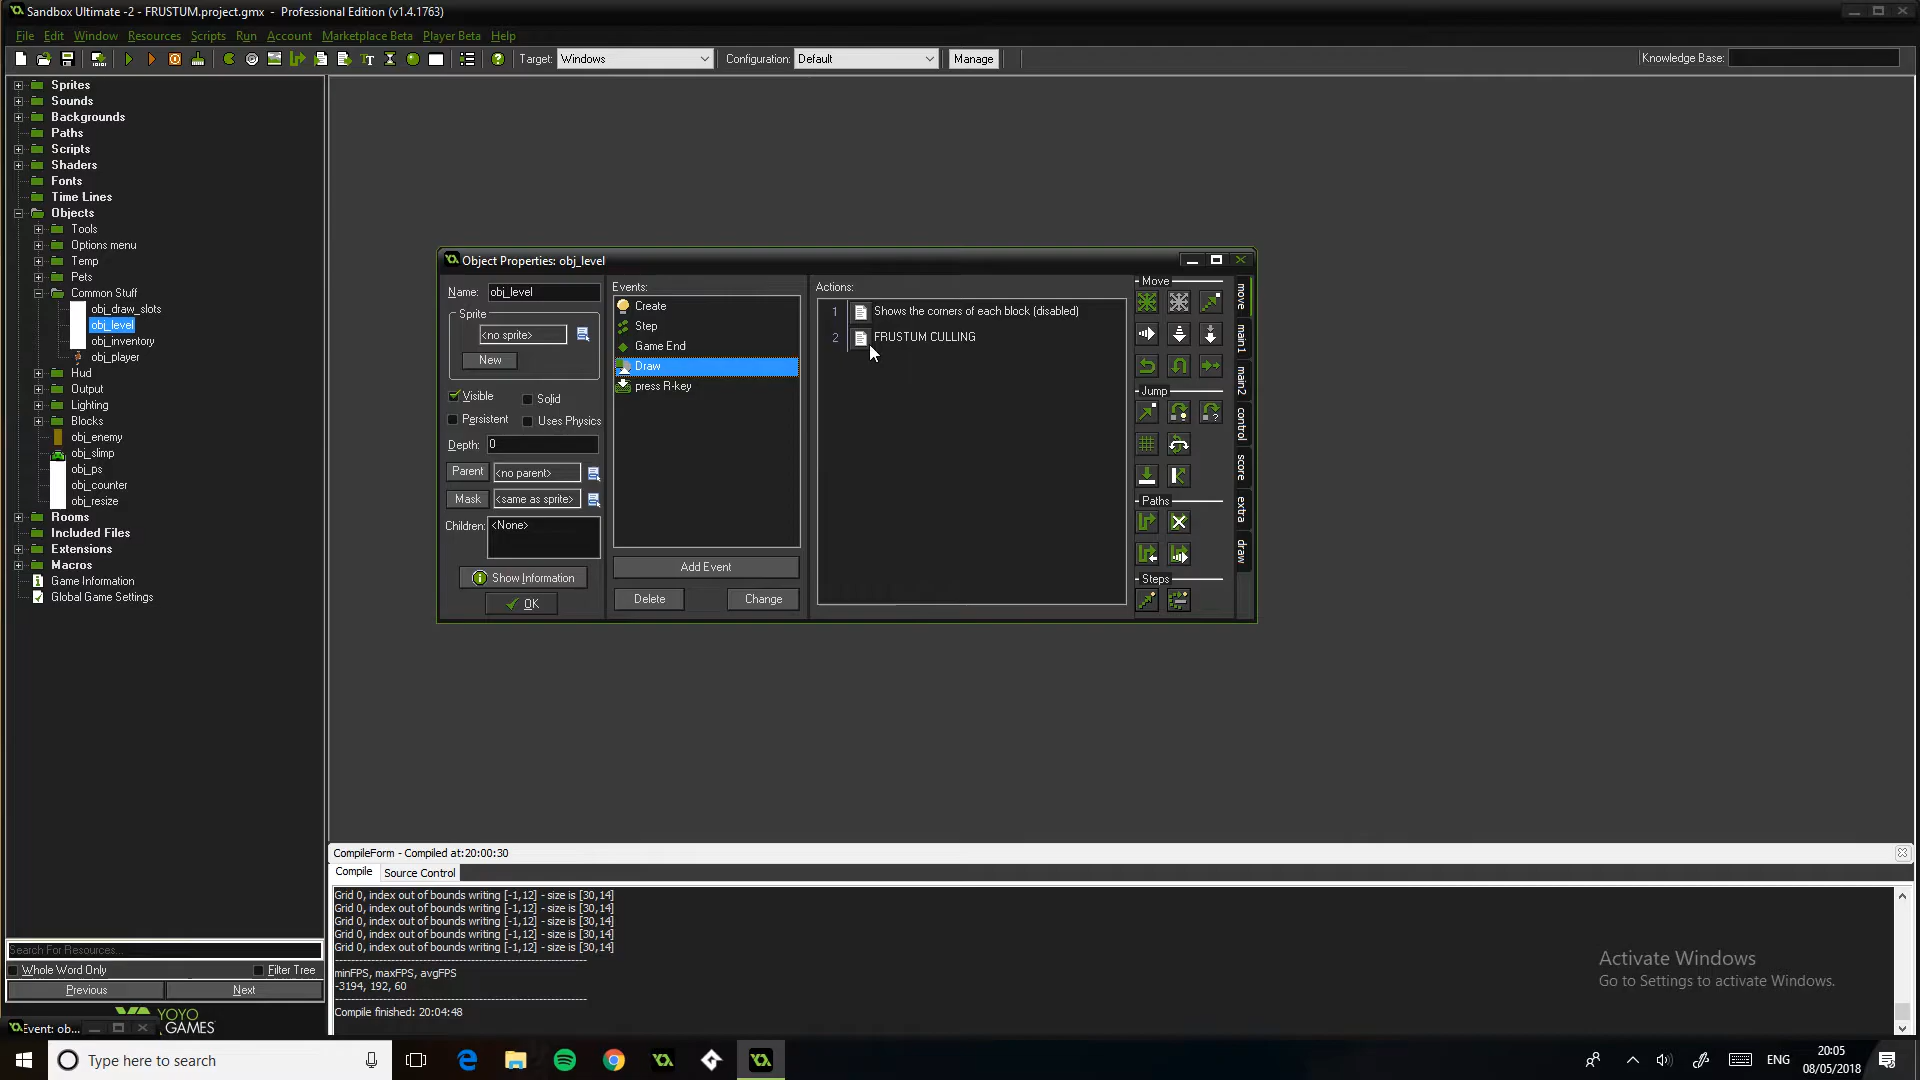 Sandbox Ultimate -2 - FRUSTUM.project.gmx - Professional Edition (v1.4.1763)
File Edit Window Resources Scripts Run Account Marketplace Beta Player Beta Help
Target: Windows Configuration: Default Manage Knowledge Base:
Sprites
Sounds
Backgrounds
Paths
Scripts
Shaders
Fonts
Time Lines
Objects
Tools
Options menu
Temp
Pets
Common Stuff
obj_draw_slots
obj_level
obj_inventory
obj_player
Hud
Output
Lighting
Blocks
obj_enemy
obj_slimp
obj_ps
obj_counter
obj_resize
Rooms
Included Files
Extensions
Macros
Game Information
Global Game Settings
Search For Resources...
Whole Word Only Filter Tree
Previous Next
YOYO
GAMES
Event: ob...
Object Properties: obj_level
Name: obj_level
Sprite
<no sprite>
New
Visible Solid
Persistent Uses Physics
Depth: 0
Parent <no parent>
Mask <same as sprite>
Children: <None>
Show Information
OK
Events:
Create
Step
Game End
Draw
press R-key
Add Event
Delete Change
Actions:
1 Shows the corners of each block (disabled)
2 FRUSTUM CULLING
Move
Jump
Paths
Steps
move
main1
main2
control
score
extra
draw
CompileForm - Compiled at:20:00:30
Compile Source Control
Grid 0, index out of bounds writing [-1,12] - size is [30,14]
Grid 0, index out of bounds writing [-1,12] - size is [30,14]
Grid 0, index out of bounds writing [-1,12] - size is [30,14]
Grid 0, index out of bounds writing [-1,12] - size is [30,14]
Grid 0, index out of bounds writing [-1,12] - size is [30,14]
minFPS, maxFPS, avgFPS
-3194, 192, 60
Compile finished: 20:04:48
Activate Windows
Go to Settings to activate Windows.
Type here to search
ENG
20:05
08/05/2018